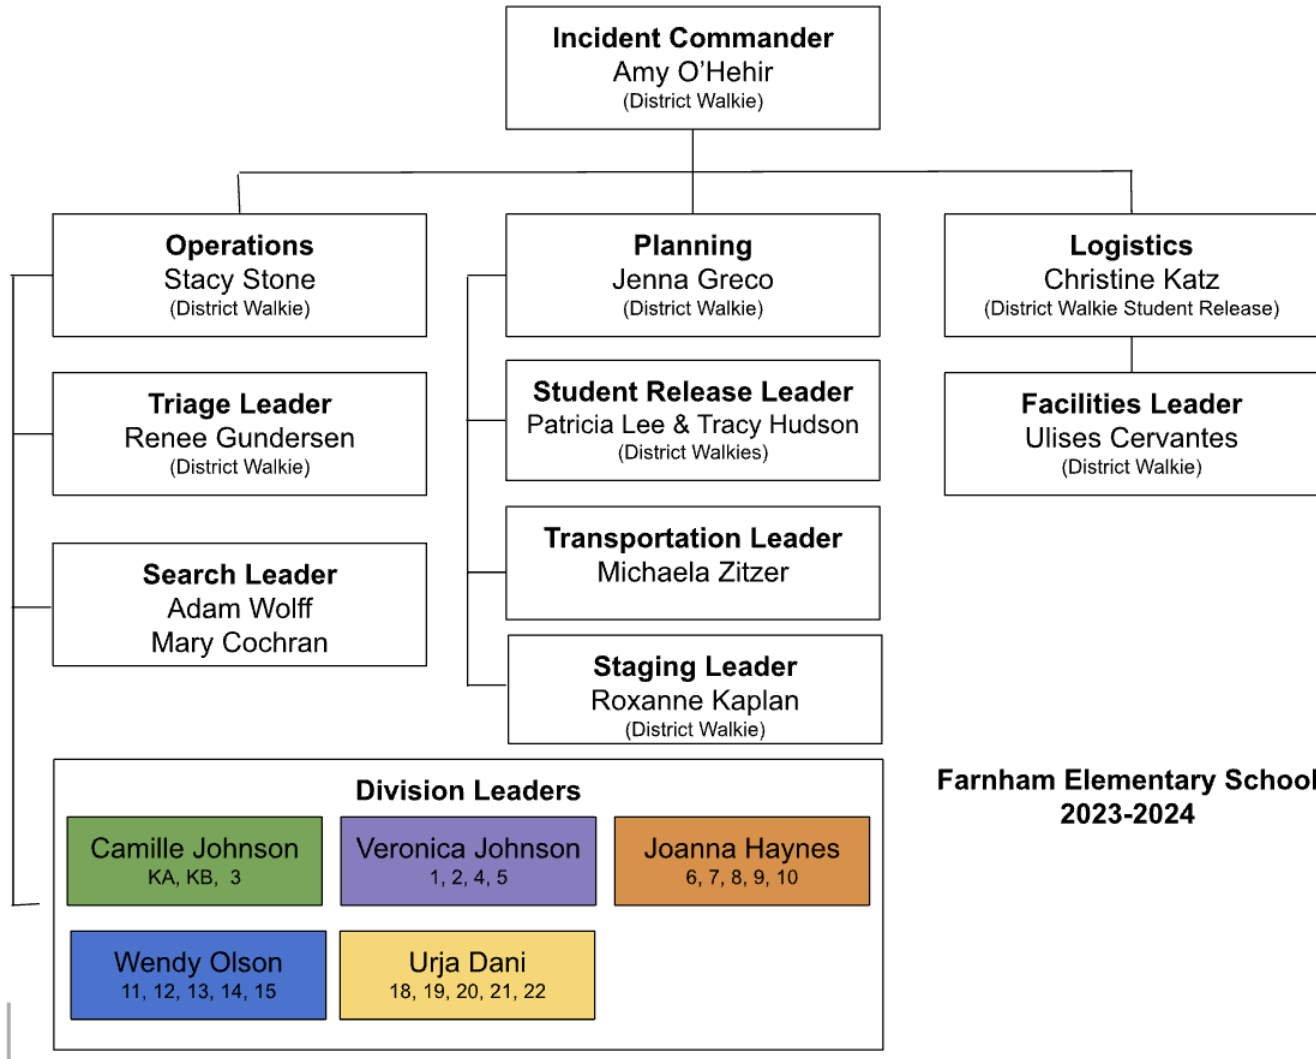 Incident Commander
Amy O'Hehir
(District Walkie)
Operations
Stacy Stone
(District Walkie)
Planning
Jenna Greco
(District Walkie)
Logistics
Christine Katz
(District Walkie Student Release)
Triage Leader
Renee Gundersen
(District Walkie)
Student Release Leader
Patricia Lee & Tracy Hudson
(District Walkies)
Facilities Leader
Ulises Cervantes
(District Walkie)
Search Leader
Adam Wolff
Mary Cochran
Transportation Leader
Michaela Zitzer
Staging Leader
Roxanne Kaplan
(District Walkie)
Division Leaders
Camille Johnson
KA, KB, 3
Veronica Johnson
1, 2, 4, 5
Joanna Haynes
6, 7, 8, 9, 10
Wendy Olson
11, 12, 13, 14, 15
Urja Dani
18, 19, 20, 21, 22
Farnham Elementary School
2023-2024